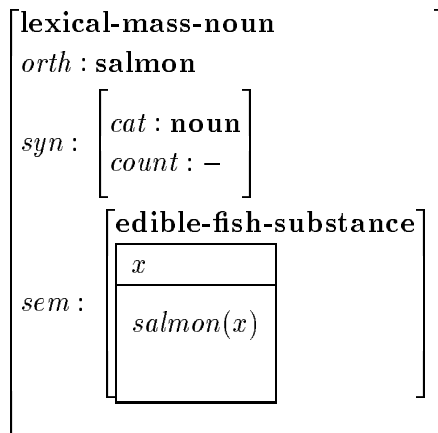 lexical-mass-noun
orth : salmon
syn : cat : noun
count : –
edible-fish-substance
x
sem : salmon(x)